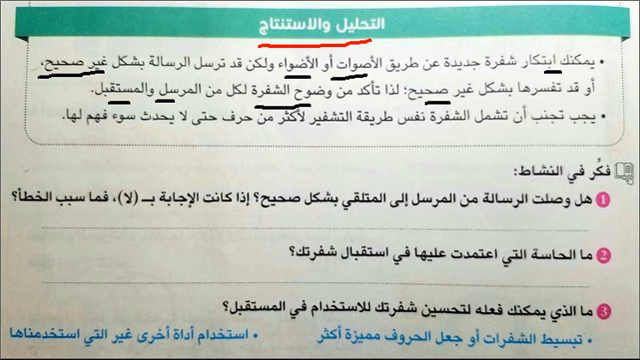 التحليل والاستنتاج
• يمكنك ابتكار شفرة جديدة عن طريق الأصوات أو الأضواء ولكن قد ترسل الرسالة بشكل غير صحيح،
أو قد تفسرها بشكل غير صحيح؛ لذا تأكد من وضوح الشفرة لكل من المرسل والمستقبل.
• يجب تجنب أن تشمل الشفرة نفس طريقة التشفير لأكثر من حرف حتى لا يحدث سوء فهم لها.
فكِّر في النشاط:
1 هل وصلت الرسالة من المرسل إلى المتلقي بشكل صحيح؟ إذا كانت الإجابة بـ (لا)، فما سبب الخطأ؟
2 ما الحاسة التي اعتمدت عليها في استقبال شفرتك؟
3 ما الذي يمكنك فعله لتحسين شفرتك للاستخدام في المستقبل؟
• تبسيط الشفرات أو جعل الحروف مميزة أكثر • استخدام أداة أخرى غير التي استخدمناها